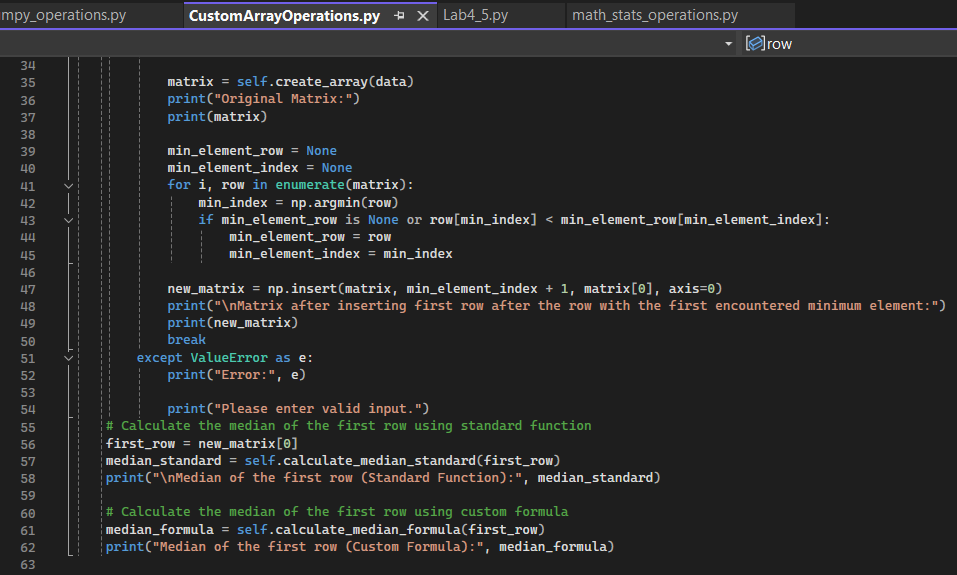 mpy_operations.py CustomArrayOperations.py Lab4_5.py math_stats_operations.py
row
34
35 matrix = self.create_array(data)
36 print("Original Matrix:")
37 print(matrix)
38
39 min_element_row = None
40 min_element_index = None
41 for i, row in enumerate(matrix):
42 min_index = np.argmin(row)
43 if min_element_row is None or row[min_index] < min_element_row[min_element_index]:
44 min_element_row = row
45 min_element_index = min_index
46
47 new_matrix = np.insert(matrix, min_element_index + 1, matrix[0], axis=0)
48 print("\nMatrix after inserting first row after the row with the first encountered minimum element:")
49 print(new_matrix)
50 break
51 except ValueError as e:
52 print("Error:", e)
53
54 print("Please enter valid input.")
55 # Calculate the median of the first row using standard function
56 first_row = new_matrix[0]
57 median_standard = self.calculate_median_standard(first_row)
58 print("\nMedian of the first row (Standard Function):", median_standard)
59
60 # Calculate the median of the first row using custom formula
61 median_formula = self.calculate_median_formula(first_row)
62 print("Median of the first row (Custom Formula):", median_formula)
63